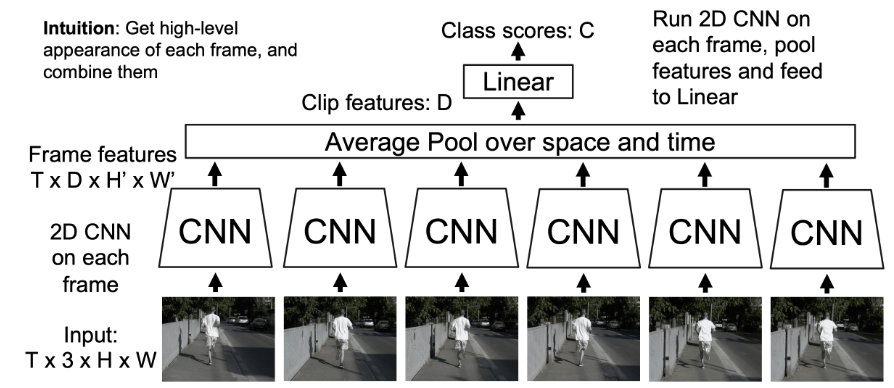 Intuition: Get high-level
appearance of each frame, and
combine them
Class scores: C
Run 2D CNN on
each frame, pool
features and feed
to Linear
Linear
Clip features: D
Average Pool over space and time
Frame features
T x D x H’ x W’
CNN
CNN
CNN
CNN
CNN
CNN
2D CNN
on each
frame
Input:
T x 3 x H x W